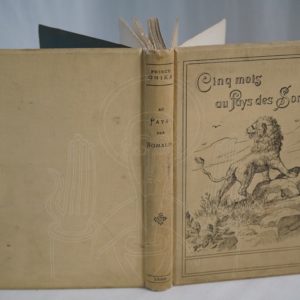 PRINCE
GHIKA
AU
PAYS
DES
SOMALIS
Cinq mois
au Pays des Som